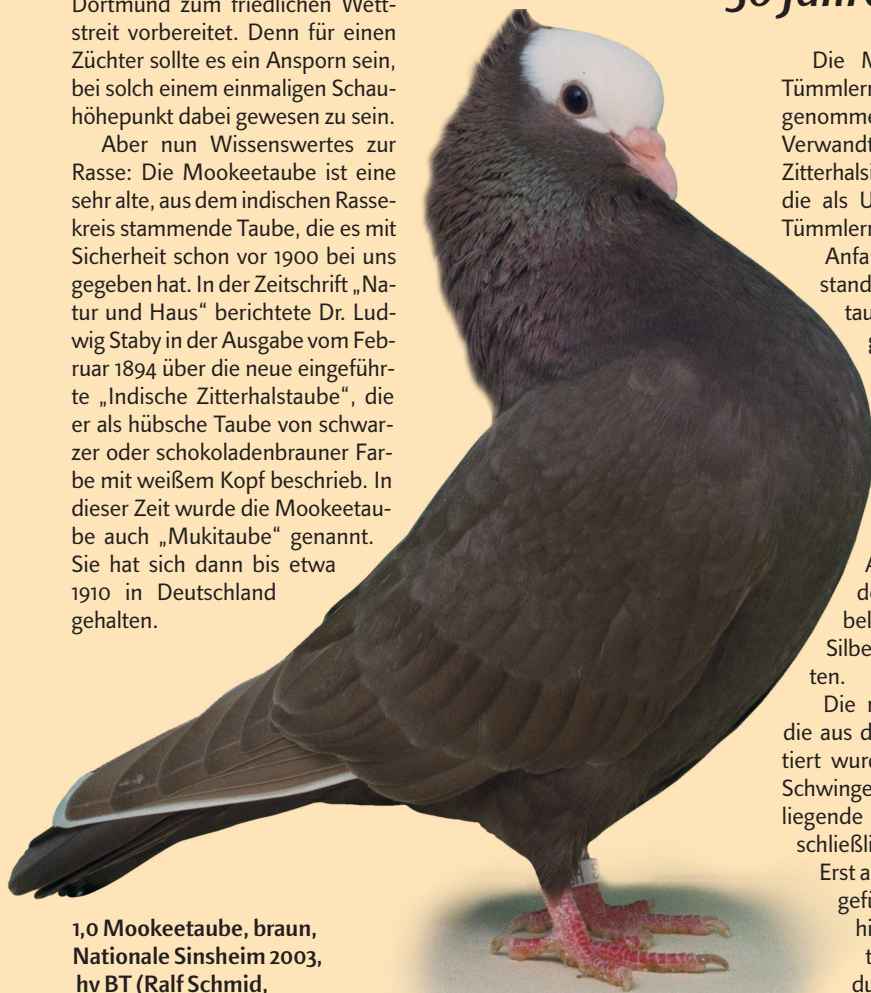 Dortmund zum friedlichen Wett-
streit vorbereitet. Denn für einen
Züchter sollte es ein Ansporn sein,
bei solch einem einmaligen Schau-
höhepunkt dabei gewesen zu sein.
Aber nun Wissenswertes zur
Rasse: Die Mookeetaube ist eine
sehr alte, aus dem indischen Rasse-
kreis stammende Taube, die es mit
Sicherheit schon vor 1900 bei uns
gegeben hat. In der Zeitschrift „Na-
tur und Haus“ berichtete Dr. Lud-
wig Staby in der Ausgabe vom Feb-
ruar 1894 über die neue eingeführ-
te „Indische Zitterhalstaube“, die
er als hübsche Taube von schwar-
zer oder schokoladenbrauner Far-
be mit weißem Kopf beschrieb. In
dieser Zeit wurde die Mookeetau-
be auch „Mukitaube“ genannt.
Sie hat sich dann bis etwa
1910 in Deutschland
gehalten.
1,0 Mookeetaube, braun,
Nationale Sinsheim 2003,
hv BT (Ralf Schmid,
50 Jahre
Die M
Tümmlern
genomme
Verwandt
Zitterhalsi
die als U
Tümmlern
Anfa
stand
tau
g
A
de
bel
Silbe
ten.
Die
die aus d
tiert wurd
Schwinge
liegende
schließli
Erst a
gefü
hi
t
du